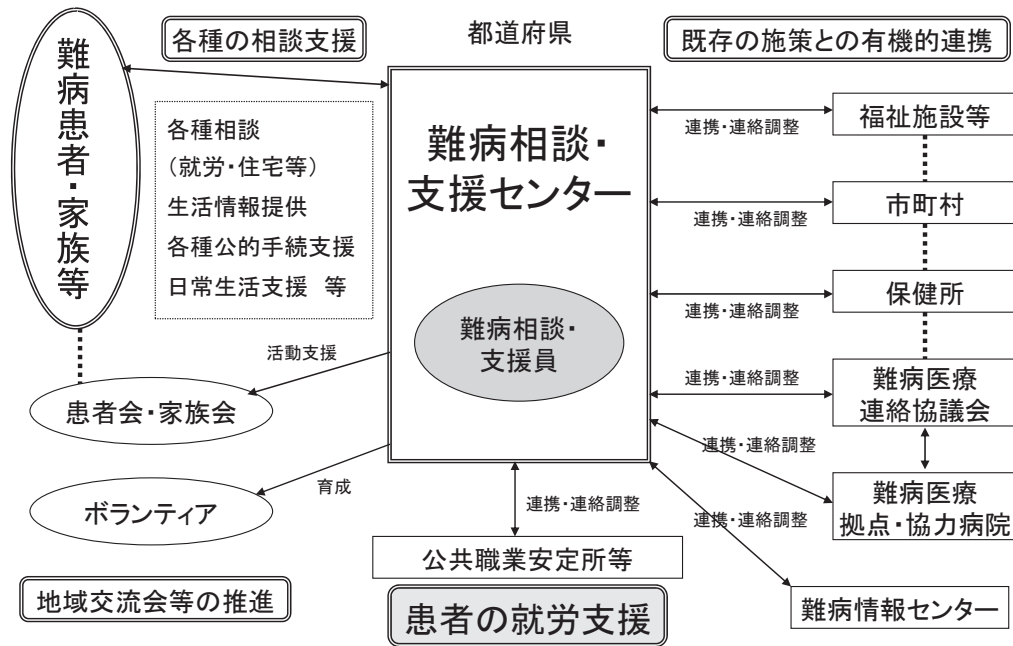 各種の相談支援
都道府県
既存の施策との有機的連携
難病患者・家族等
各種相談
(就労・住宅等)
生活情報提供
各種公的手続支援
日常生活支援 等
難病相談・
支援センター
難病相談・
支援員
連携・連絡調整
福祉施設等
連携・連絡調整
市町村
連携・連絡調整
保健所
連携・連絡調整
難病医療
連絡協議会
連携・連絡調整
難病医療
拠点・協力病院
連携・連絡調整
難病情報センター
活動支援
患者会・家族会
育成
ボランティア
連携・連絡調整
公共職業安定所等
地域交流会等の推進
患者の就労支援